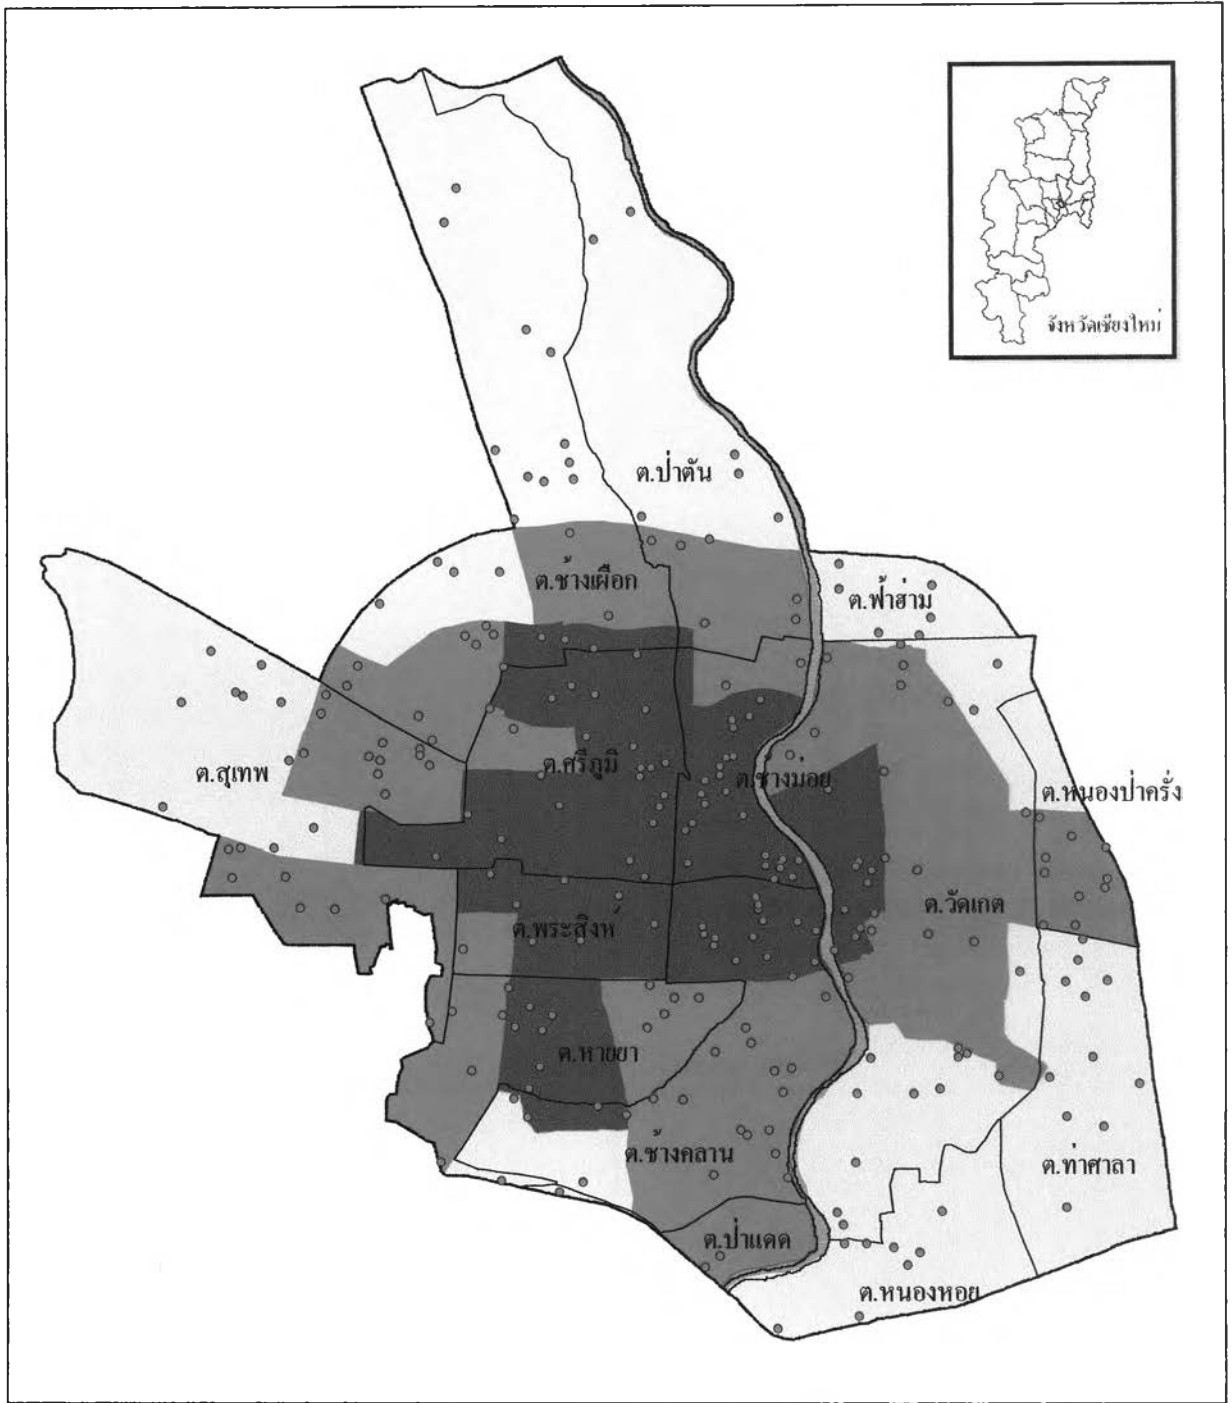 จังหวัดเชียงใหม่
ต.ป่าตัน
ต.ช้างเผือก
ต.ฟ้าฮ่าม
ต.สุเทพ
ต.ศรีภูมิ
ต.ช้างม่อย
ต.หนองป่าครั่ง
ต.วัดเกต
ต.พระสิงห์
ต.หายยา
ต.ช้างคลาน
ต.ท่าศาลา
ต.ป่าแดด
ต.หนองหอย